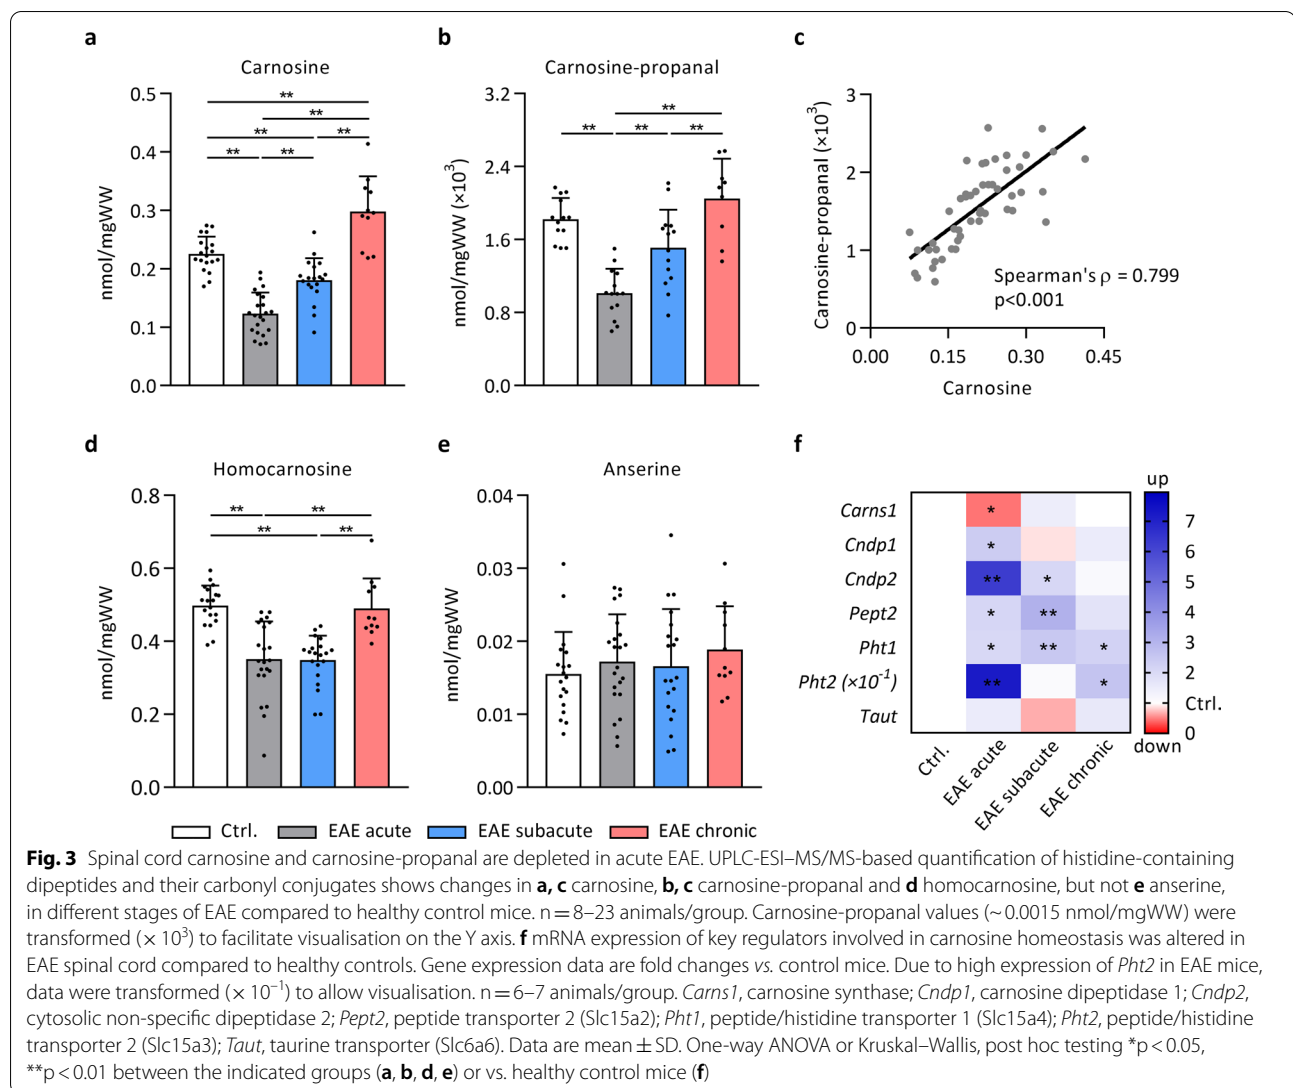 a
Carnosine
nmol/mgWW
0.5
0.4
0.3
0.2
0.1
0.0
**
**
** **
** **
b
Carnosine-propanal
nmol/mgWW (×10³)
3.2
2.4
1.6
0.8
0.0
**
** ** **
c
Carnosine-propanal (×10³)
3
2
1
0
0.00 0.15 0.30 0.45
Carnosine
Spearman's ρ = 0.799
p<0.001
d
Homocarnosine
nmol/mgWW
0.8
0.6
0.4
0.2
0.0
** **
** **
e
Anserine
nmol/mgWW
0.04
0.03
0.02
0.01
0.00
f
Carns1 *
Cndp1 *
Cndp2 ** *
Pept2 * **
Pht1 * ** *
Pht2 (×10⁻¹) ** *
Taut
Ctrl. EAE acute EAE subacute EAE chronic
up
7
6
5
4
3
2
Ctrl.
0
down
Ctrl. EAE acute EAE subacute EAE chronic
Fig. 3 Spinal cord carnosine and carnosine-propanal are depleted in acute EAE. UPLC-ESI–MS/MS-based quantification of histidine-containing
dipeptides and their carbonyl conjugates shows changes in a, c carnosine, b, c carnosine-propanal and d homocarnosine, but not e anserine,
in different stages of EAE compared to healthy control mice. n = 8–23 animals/group. Carnosine-propanal values (~ 0.0015 nmol/mgWW) were
transformed (× 10³) to facilitate visualisation on the Y axis. f mRNA expression of key regulators involved in carnosine homeostasis was altered in
EAE spinal cord compared to healthy controls. Gene expression data are fold changes vs. control mice. Due to high expression of Pht2 in EAE mice,
data were transformed (× 10⁻¹) to allow visualisation. n = 6–7 animals/group. Carns1, carnosine synthase; Cndp1, carnosine dipeptidase 1; Cndp2,
cytosolic non-specific dipeptidase 2; Pept2, peptide transporter 2 (Slc15a2); Pht1, peptide/histidine transporter 1 (Slc15a4); Pht2, peptide/histidine
transporter 2 (Slc15a3); Taut, taurine transporter (Slc6a6). Data are mean ± SD. One-way ANOVA or Kruskal–Wallis, post hoc testing *p < 0.05,
**p < 0.01 between the indicated groups (a, b, d, e) or vs. healthy control mice (f)